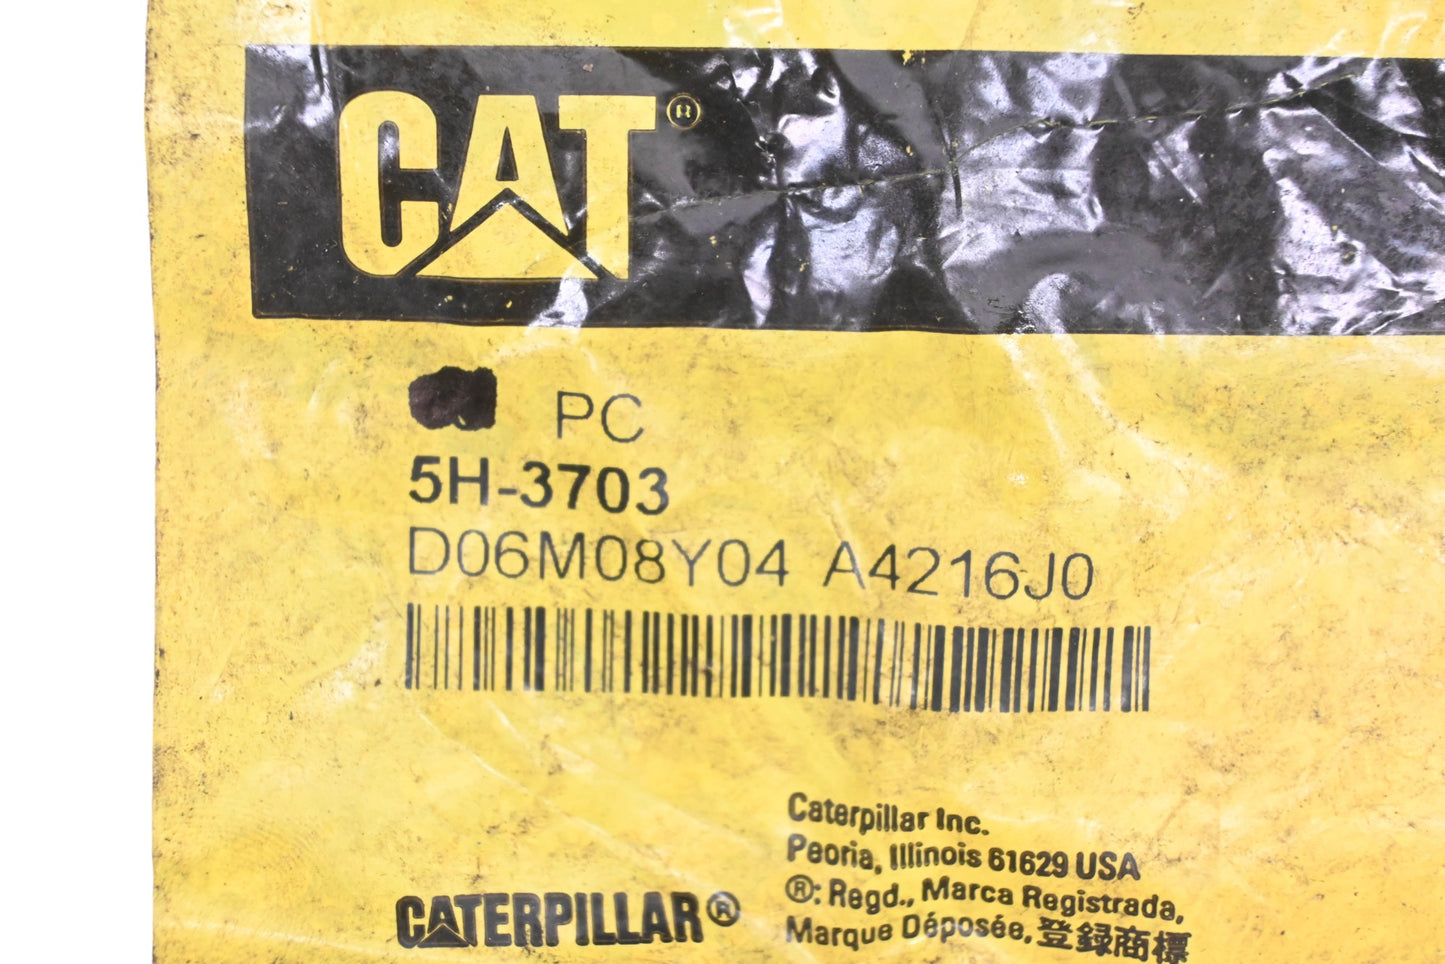 CAT®
PC
5H-3703
D06M08Y04 A4216J0
Caterpillar Inc.
Peoria, Illinois 61629 USA
®: Regd., Marca Registrada,
Marque Déposée, 登録商標
CATERPILLAR®